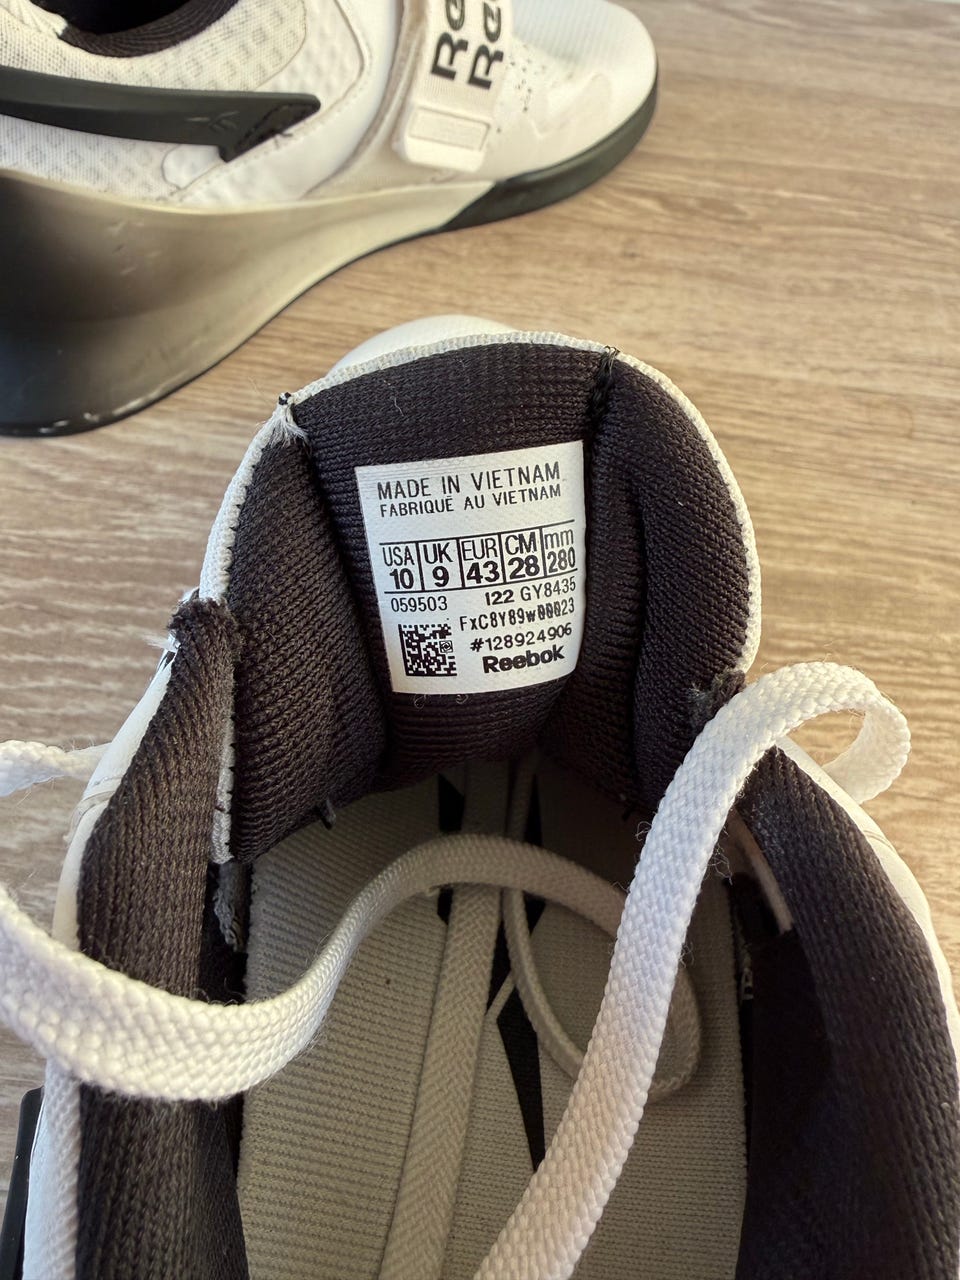 MADE IN VIETNAM
FABRIQUÉ AU VIETNAM
USA UK EUR CM mm
10 9 43 28 280
059503 I22 GY8435
FxC8Y89w00023
#128924906
Reebok